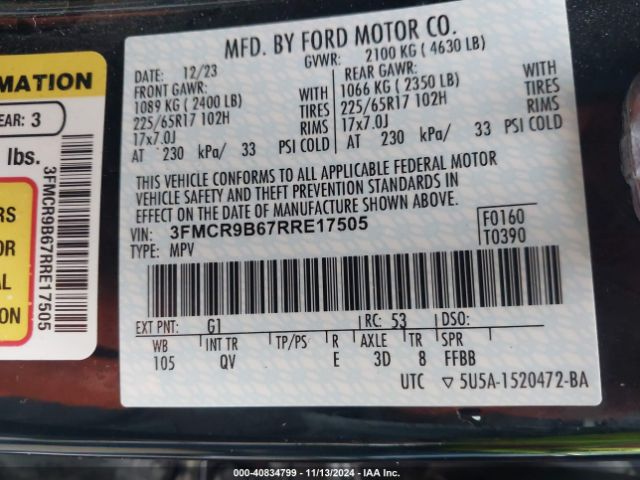 MFD. BY FORD MOTOR CO.
GVWR: 2100 KG ( 4630 LB)
DATE: 12/23
FRONT GAWR: REAR GAWR:
1089 KG ( 2400 LB) WITH 1066 KG ( 2350 LB) WITH
225/65R17 102H TIRES 225/65R17 102H TIRES
17x7.0J RIMS 17x7.0J RIMS
AT 230 kPa/ 33 PSI COLD AT 230 kPa/ 33 PSI COLD
THIS VEHICLE CONFORMS TO ALL APPLICABLE FEDERAL MOTOR
VEHICLE SAFETY AND THEFT PREVENTION STANDARDS IN
EFFECT ON THE DATE OF MANUFACTURE SHOWN ABOVE.
VIN: 3FMCR9B67RRE17505 F0160
TYPE: MPV T0390
EXT PNT: G1 RC: 53 DSO:
WB INT TR TP/PS R AXLE TR SPR
105 QV E 3D 8 FFBB
UTC ▽ 5U5A-1520472-BA
MATION
EAR: 3
lbs.
RS
OR
AL
ION
3FMCR9B67RRE17505
© - 40834799 - 11/13/2024 - IAA Inc.